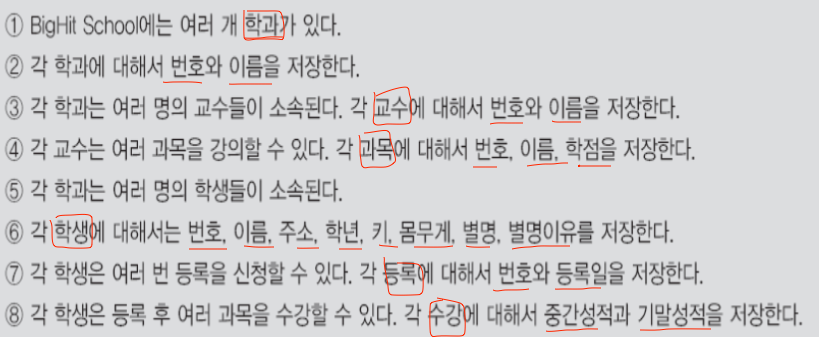 ① BigHit School에는 여러 개 학과가 있다.
② 각 학과에 대해서 번호와 이름을 저장한다.
③ 각 학과는 여러 명의 교수들이 소속된다. 각 교수에 대해서 번호와 이름을 저장한다.
④ 각 교수는 여러 과목을 강의할 수 있다. 각 과목에 대해서 번호, 이름, 학점을 저장한다.
⑤ 각 학과는 여러 명의 학생들이 소속된다.
⑥ 각 학생에 대해서는 번호, 이름, 주소, 학년, 키, 몸무게, 별명, 별명이유를 저장한다.
⑦ 각 학생은 여러 번 등록을 신청할 수 있다. 각 등록에 대해서 번호와 등록일을 저장한다.
⑧ 각 학생은 등록 후 여러 과목을 수강할 수 있다. 각 수강에 대해서 중간성적과 기말성적을 저장한다.